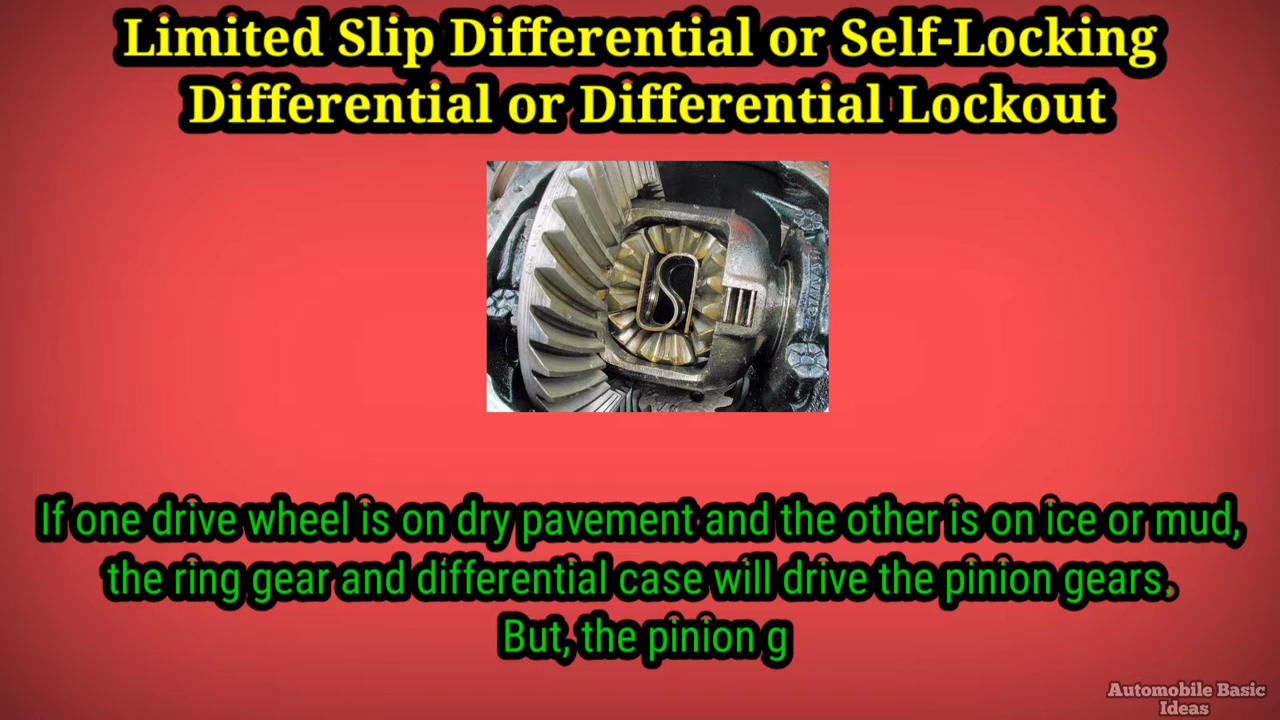 Limited Slip Differential or Self-Locking
Differential or Differential Lockout
If one drive wheel is on dry pavement and the other is on ice or mud,
the ring gear and differential case will drive the pinion gears.
But, the pinion g
Automobile Basic
Ideas